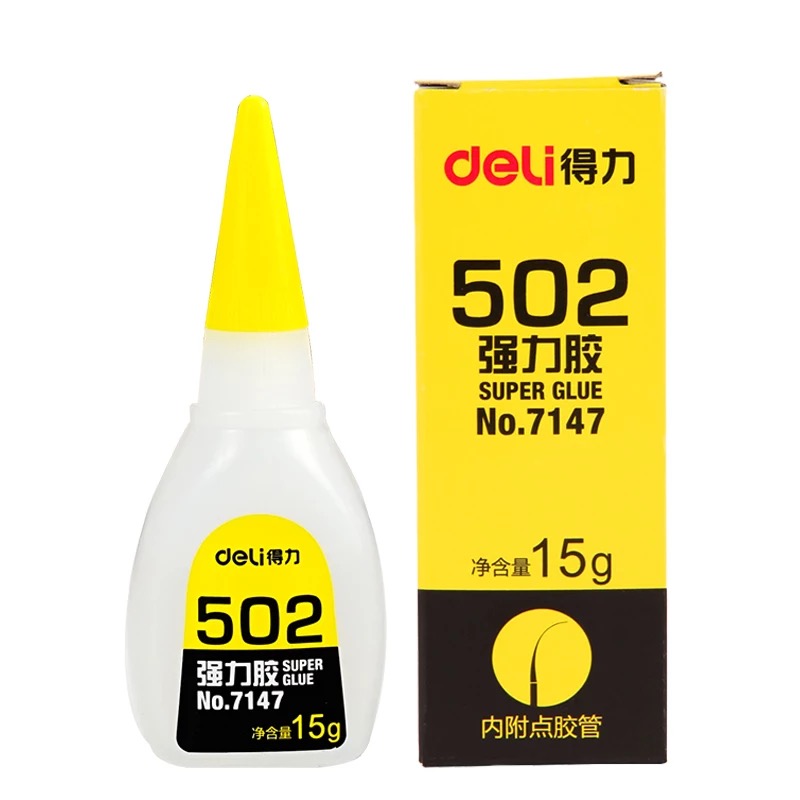 deli得力
502
强力胶 SUPER GLUE
No.7147
净含量15g
deli得力
502
强力胶
SUPER GLUE
No.7147
净含量15g
内附点胶管